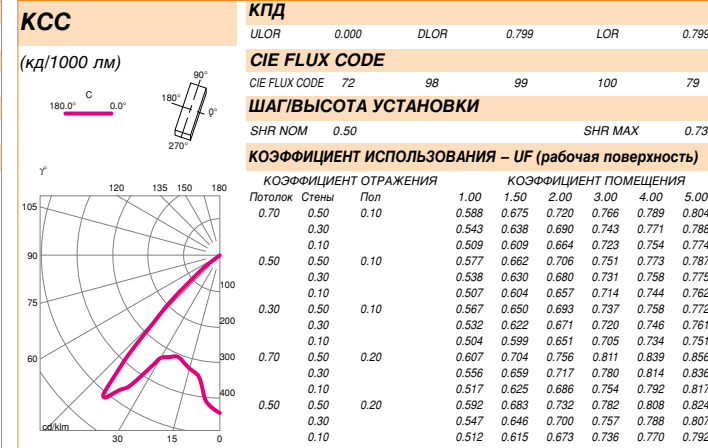 КСС
(кд/1000 лм)
C
180.0° 0.0°
90°
180° 0°
270°
γ°
120 135 150 180
105
90
75
60
100
200
300
400
cd/klm
30 15 0
КПД
ULOR 0.000 DLOR 0.799 LOR 0.799
CIE FLUX CODE
CIE FLUX CODE 72 98 99 100 79
ШАГ/ВЫСОТА УСТАНОВКИ
SHR NOM 0.50 SHR MAX 0.73
КОЭФФИЦИЕНТ ИСПОЛЬЗОВАНИЯ – UF (рабочая поверхность)
КОЭФФИЦИЕНТ ОТРАЖЕНИЯ КОЭФФИЦИЕНТ ПОМЕЩЕНИЯ
Потолок Стены Пол 1.00 1.50 2.00 3.00 4.00 5.00
0.70 0.50 0.10 0.588 0.675 0.720 0.766 0.789 0.804
0.30 0.543 0.638 0.690 0.743 0.771 0.788
0.10 0.509 0.609 0.664 0.723 0.754 0.774
0.50 0.50 0.10 0.577 0.662 0.706 0.751 0.773 0.787
0.30 0.538 0.630 0.680 0.731 0.758 0.775
0.10 0.507 0.604 0.657 0.714 0.744 0.762
0.30 0.50 0.10 0.567 0.650 0.693 0.737 0.758 0.772
0.30 0.532 0.622 0.671 0.720 0.746 0.761
0.10 0.504 0.599 0.651 0.705 0.734 0.751
0.70 0.50 0.20 0.607 0.704 0.756 0.811 0.839 0.856
0.30 0.556 0.659 0.717 0.780 0.814 0.836
0.10 0.517 0.625 0.686 0.754 0.792 0.817
0.50 0.50 0.20 0.592 0.683 0.732 0.782 0.808 0.824
0.30 0.547 0.646 0.700 0.757 0.788 0.807
0.10 0.512 0.615 0.673 0.736 0.770 0.792